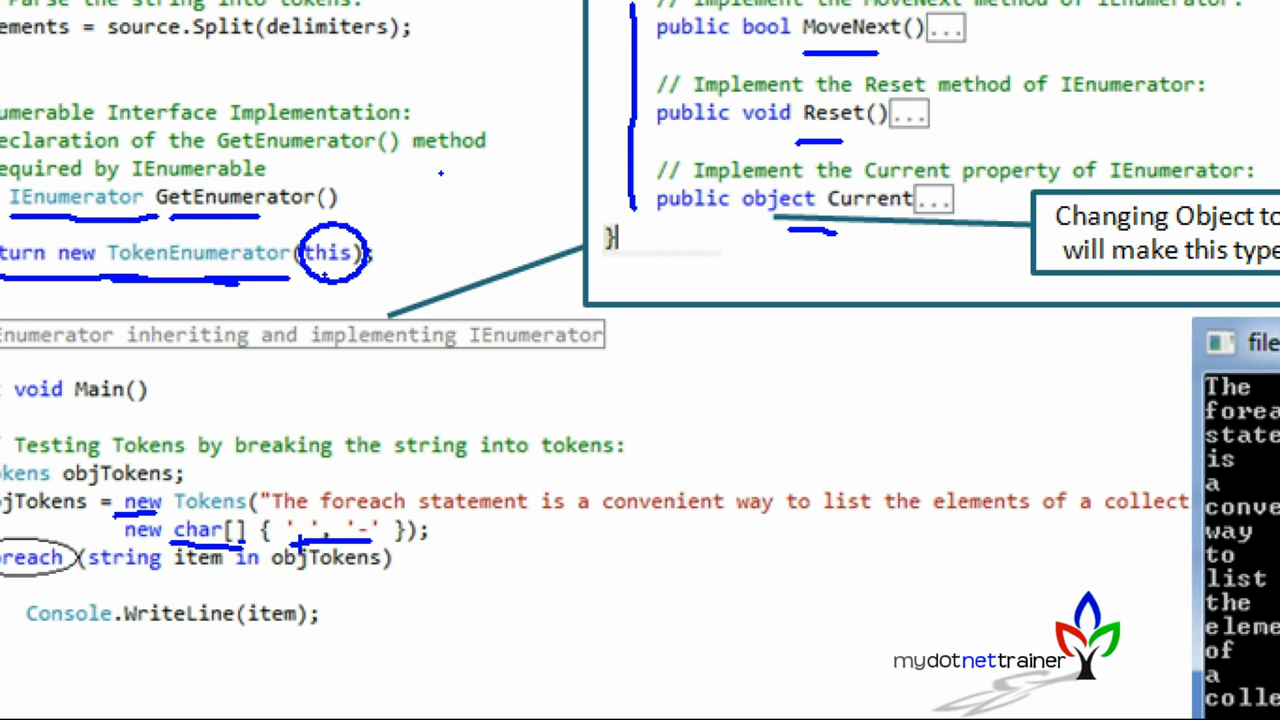 Parse the string into tokens:
ements = source.Split(delimiters);
umerable Interface Implementation:
eclaration of the GetEnumerator() method
equired by IEnumerable
IEnumerator GetEnumerator()
turn new TokenEnumerator(this);
Enumerator inheriting and implementing IEnumerator
void Main()
Testing Tokens by breaking the string into tokens:
okens objTokens;
bjTokens = new Tokens("The foreach statement is a convenient way to list the elements of a collect
new char[] { ' ', '-' });
reach (string item in objTokens)
Console.WriteLine(item);
// Implement the MoveNext method of IEnumerator:
public bool MoveNext()...
// Implement the Reset method of IEnumerator:
public void Reset()...
// Implement the Current property of IEnumerator:
public object Current...
}
Changing Object to
will make this type
file
The
forea
state
is
a
conve
way
to
list
the
eleme
of
a
colle
mydotnettrainer